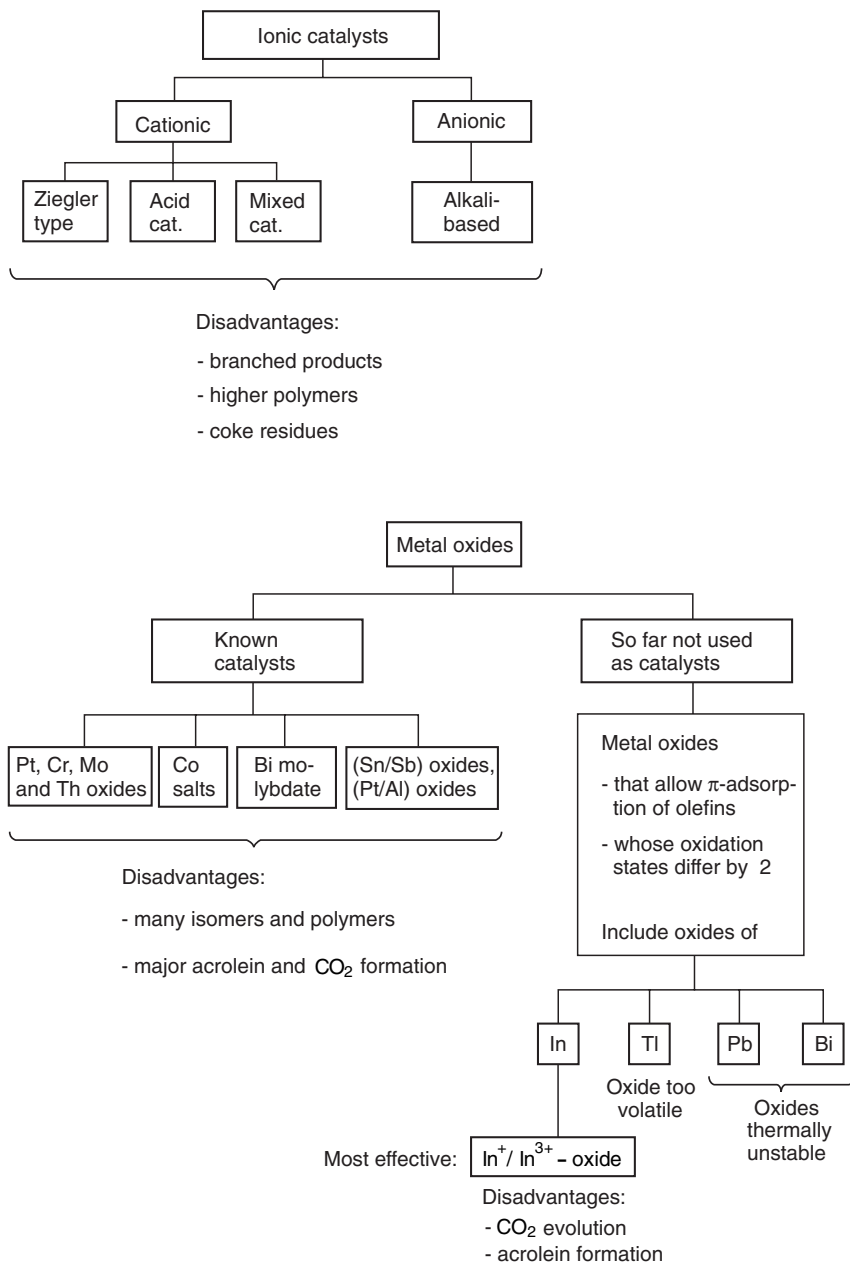 Ionic catalysts
Cationic
Anionic
Ziegler
type
Acid
cat.
Mixed
cat.
Alkali-
based
Disadvantages:
- branched products
- higher polymers
- coke residues
Metal oxides
Known
catalysts
So far not used
as catalysts
Pt, Cr, Mo
and Th oxides
Co
salts
Bi mo-
lybdate
(Sn/Sb) oxides,
(Pt/Al) oxides
Disadvantages:
- many isomers and polymers
- major acrolein and CO₂ formation
Metal oxides
- that allow π-adsorp-
tion of olefins
- whose oxidation
states differ by 2
Include oxides of
In
Tl
Pb
Bi
Oxide too
volatile
Oxides
thermally
unstable
Most effective:
In⁺/ In³⁺ – oxide
Disadvantages:
- CO₂ evolution
- acrolein formation